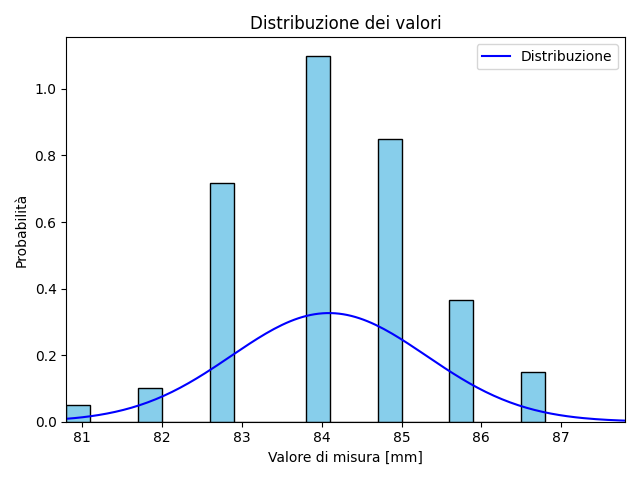 Distribuzione dei valori
Distribuzione
Probabilità
1.0
0.8
0.6
0.4
0.2
0.0
81 82 83 84 85 86 87
Valore di misura [mm]